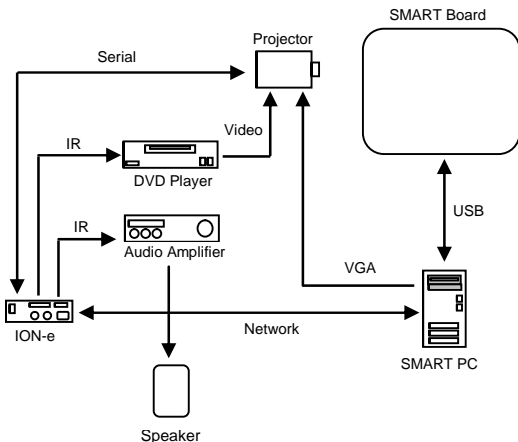 SMART Board
Projector
Serial
Video
IR
DVD Player
USB
IR
Audio Amplifier
VGA
ION-e
Network
SMART PC
Speaker